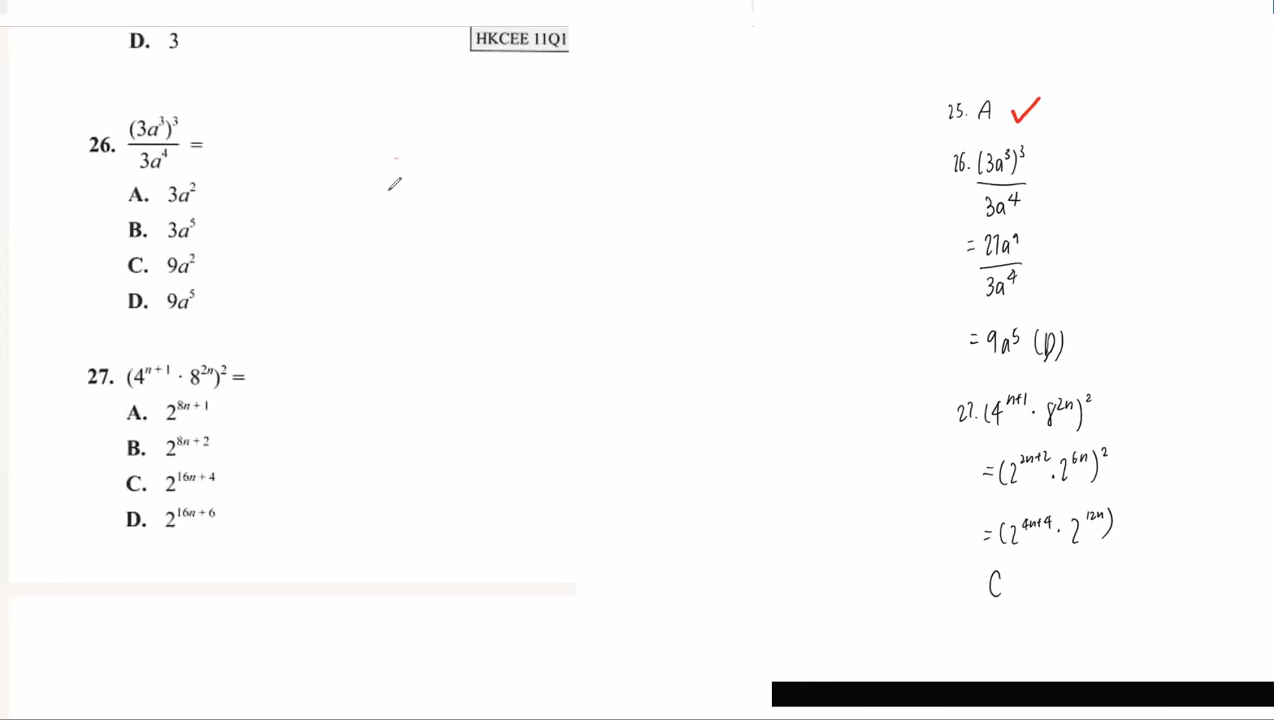 D. 3
HKCEE 11Q1
26. (3a³)³ / 3a⁴ =
A. 3a²
B. 3a⁵
C. 9a²
D. 9a⁵
27. (4ⁿ⁺¹ · 8²ⁿ)² =
A. 2⁸ⁿ⁺¹
B. 2⁸ⁿ⁺²
C. 2¹⁶ⁿ⁺⁴
D. 2¹⁶ⁿ⁺⁶
25. A ✓
26. (3a³)³
3a⁴
= 27a⁹
3a⁴
= 9a⁵ (D)
27. (4ⁿ⁺¹ · 8²ⁿ)²
= (2²ⁿ⁺² · 2⁶ⁿ)²
= (2⁴ⁿ⁺⁴ · 2¹²ⁿ)
C